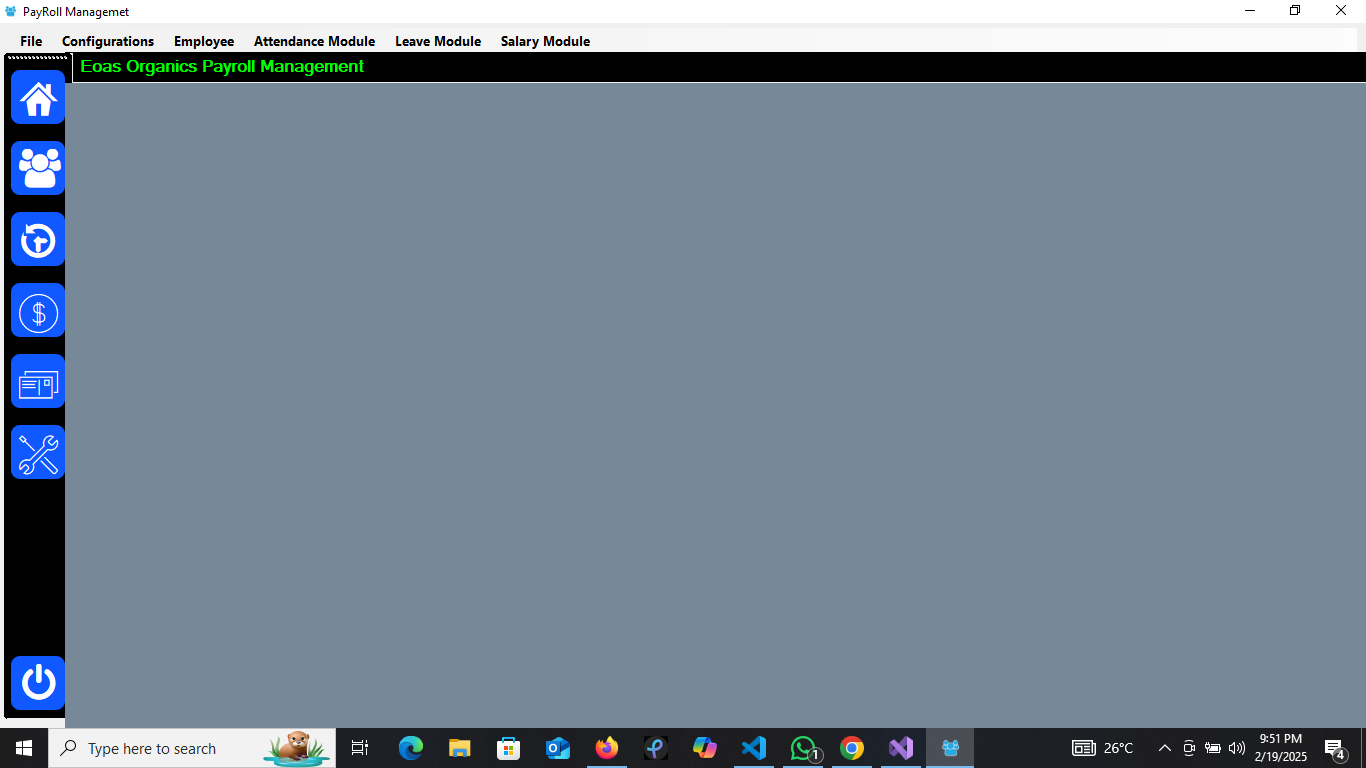 PayRoll Managemet
File Configurations Employee Attendance Module Leave Module Salary Module
Eoas Organics Payroll Management
$
Type here to search
1
26°C
9:51 PM
2/19/2025
4